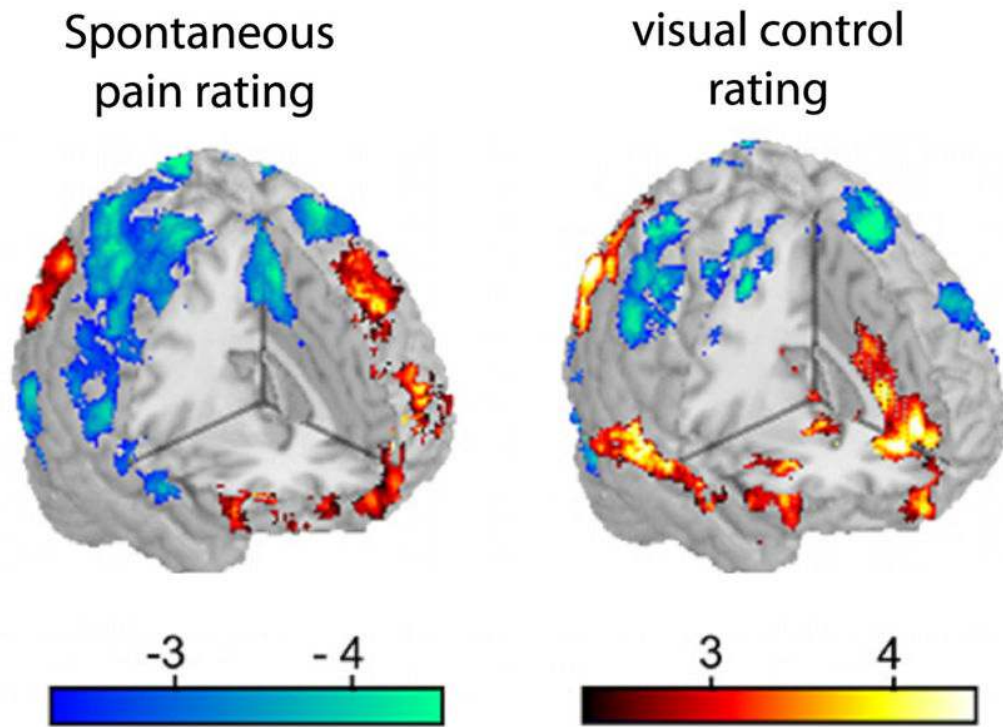 Spontaneous
pain rating
visual control
rating
-3
- 4
3
4